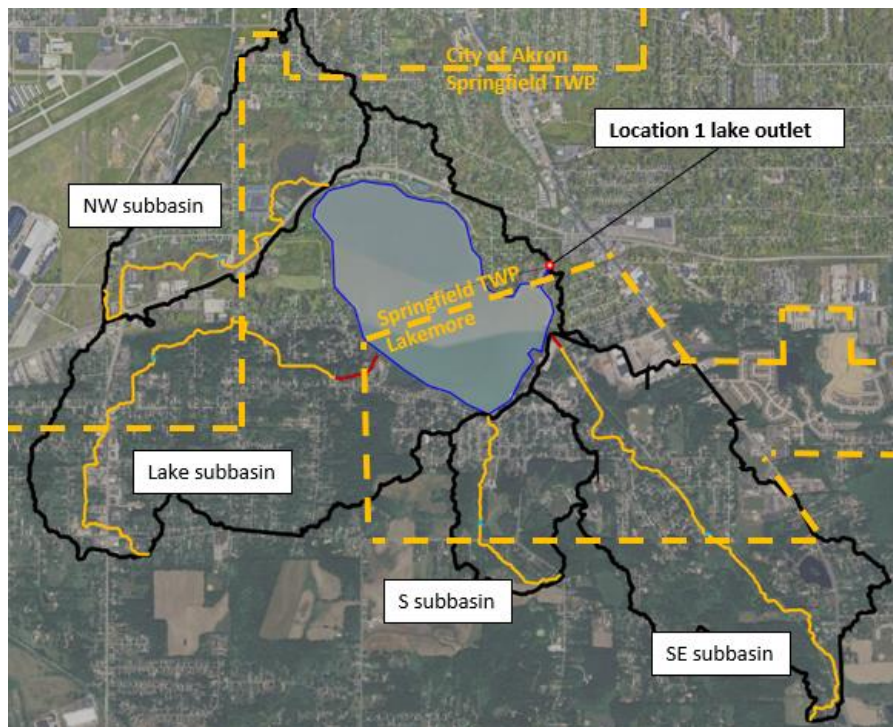 City of Akron
Springfield TWP
Location 1 lake outlet
NW subbasin
Springfield TWP
Lakemore
Lake subbasin
S subbasin
SE subbasin